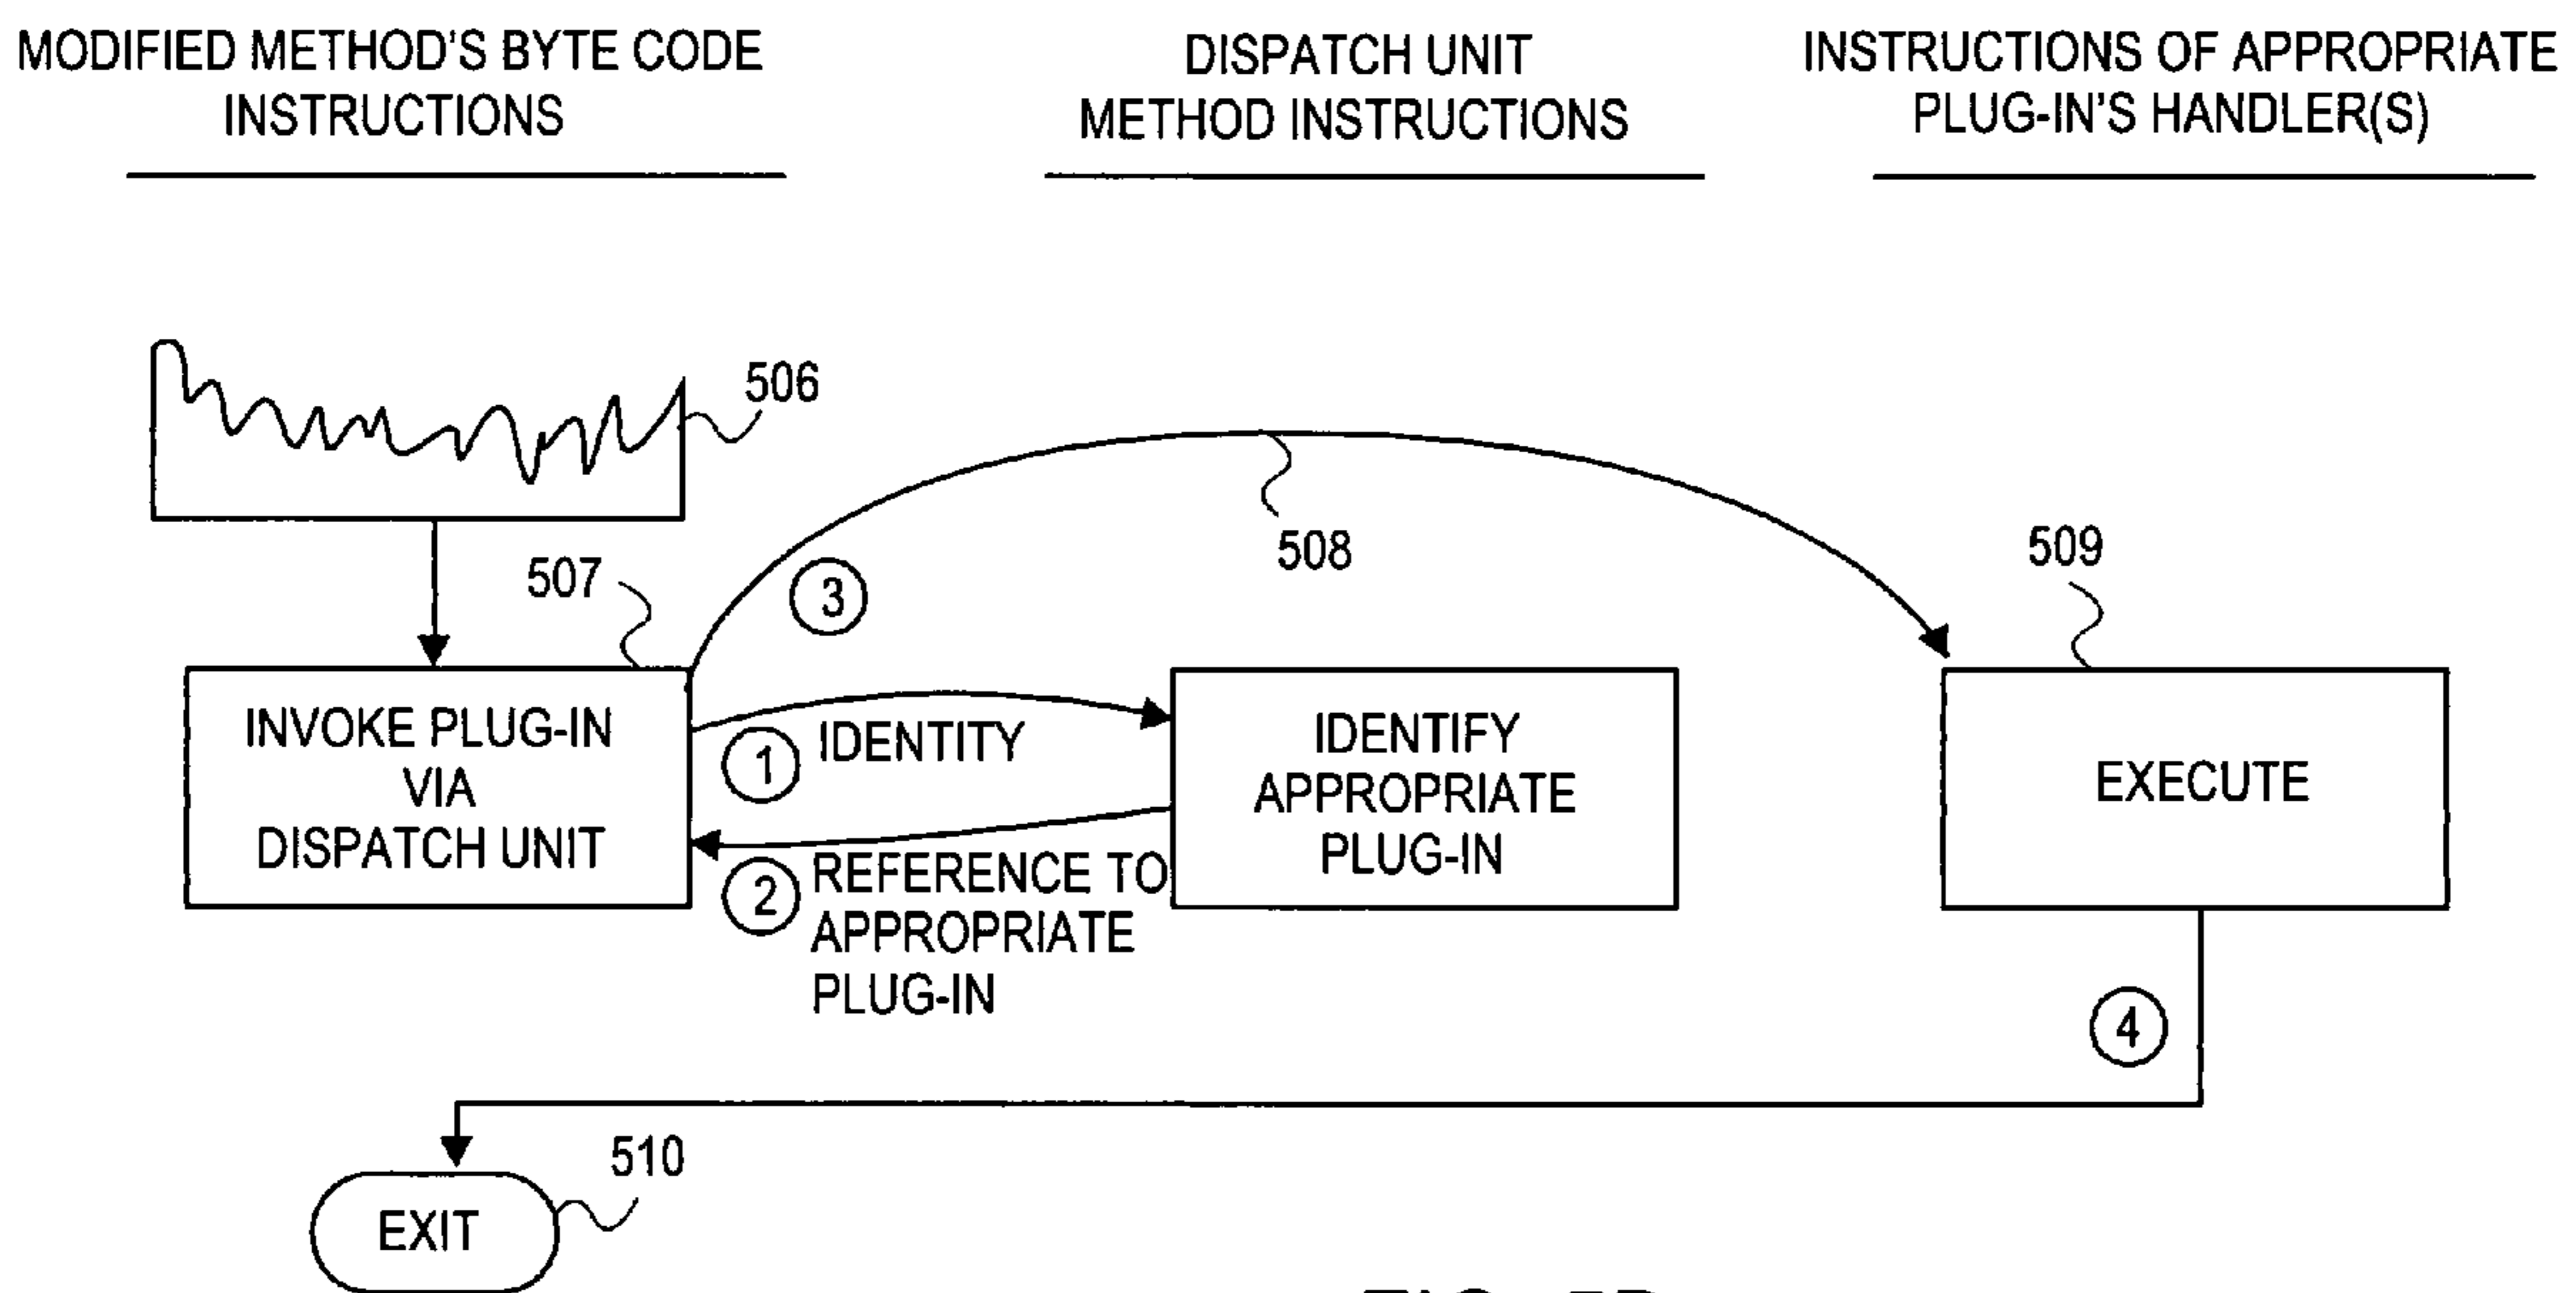 MODIFIED METHOD'S BYTE CODE
INSTRUCTIONS
DISPATCH UNIT
METHOD INSTRUCTIONS
INSTRUCTIONS OF APPROPRIATE
PLUG-IN'S HANDLER(S)
506
508
507
3
509
INVOKE PLUG-IN
VIA
DISPATCH UNIT
1
IDENTITY
2
REFERENCE TO
APPROPRIATE
PLUG-IN
IDENTIFY
APPROPRIATE
PLUG-IN
EXECUTE
4
510
EXIT